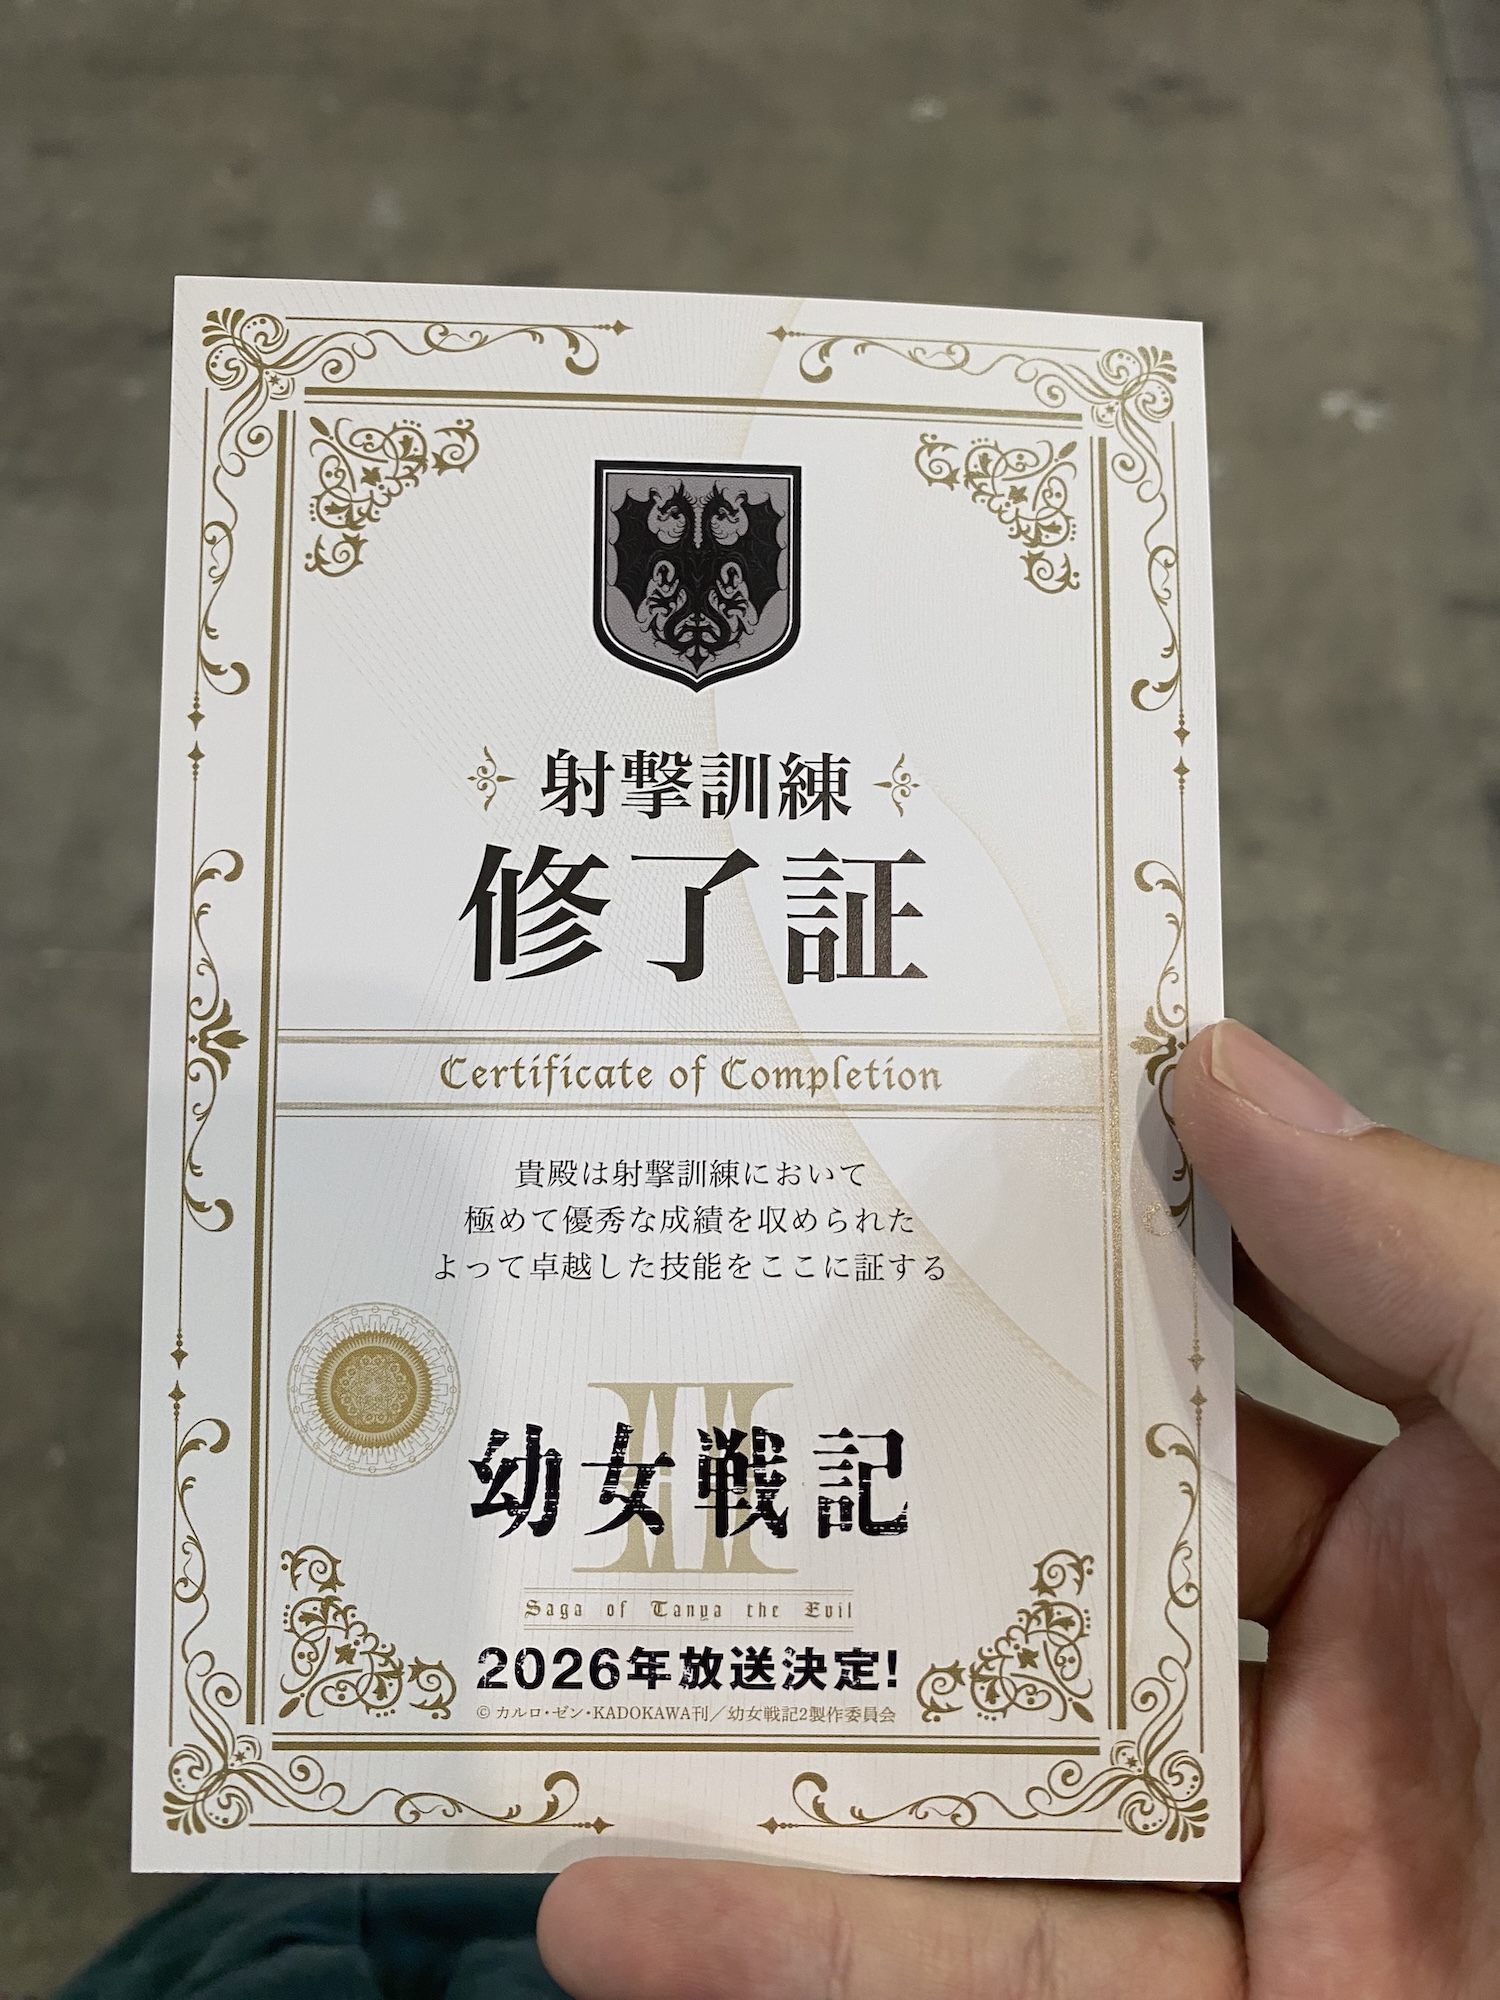 射撃訓練
修了証
Certificate of Completion
貴殿は射撃訓練において
極めて優秀な成績を収められた
よって卓越した技能をここに証する
II
幼女戦記
Saga of Tanya the Evil
2026年放送決定!
© カルロ・ゼン・KADOKAWA刊／幼女戦記2製作委員会